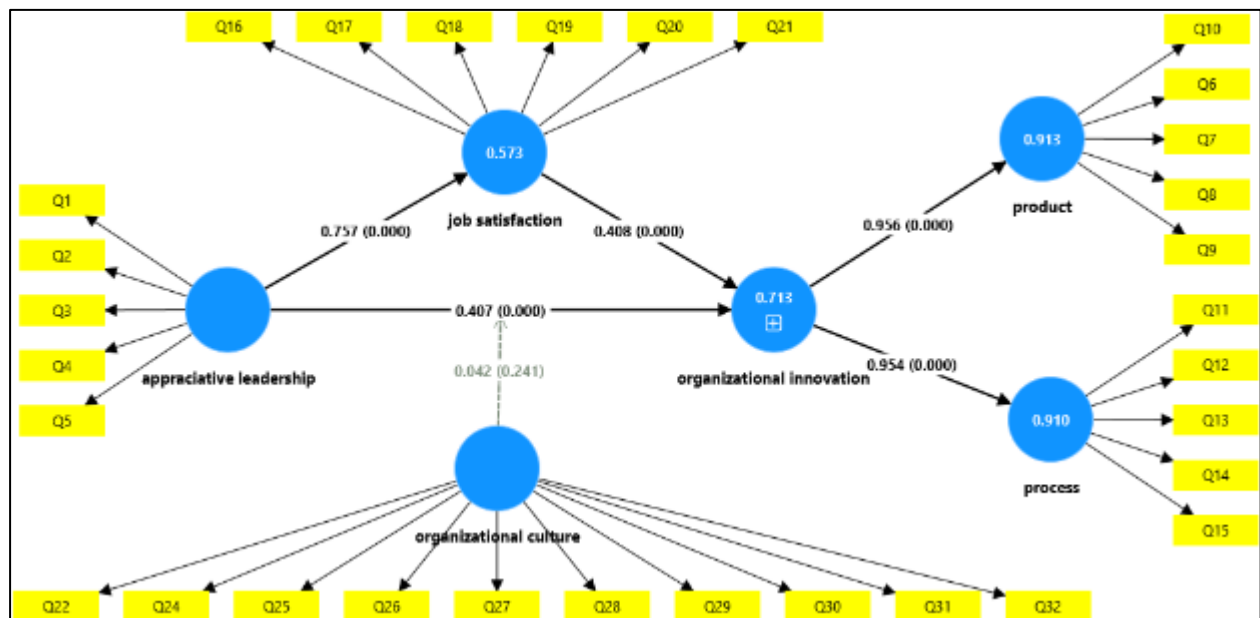 Q16 Q17 Q18 Q19 Q20 Q21
Q10
Q6
Q7
Q8
Q9
0.573
0.913
job satisfaction
product
Q1
Q2
Q3
Q4
Q5
0.757 (0.000)
0.408 (0.000)
0.956 (0.000)
0.407 (0.000)
0.713
appraciative leadership
organizational innovation
0.042 (0.241)
0.954 (0.000)
Q11
Q12
Q13
Q14
Q15
0.910
process
organizational culture
Q22 Q24 Q25 Q26 Q27 Q28 Q29 Q30 Q31 Q32